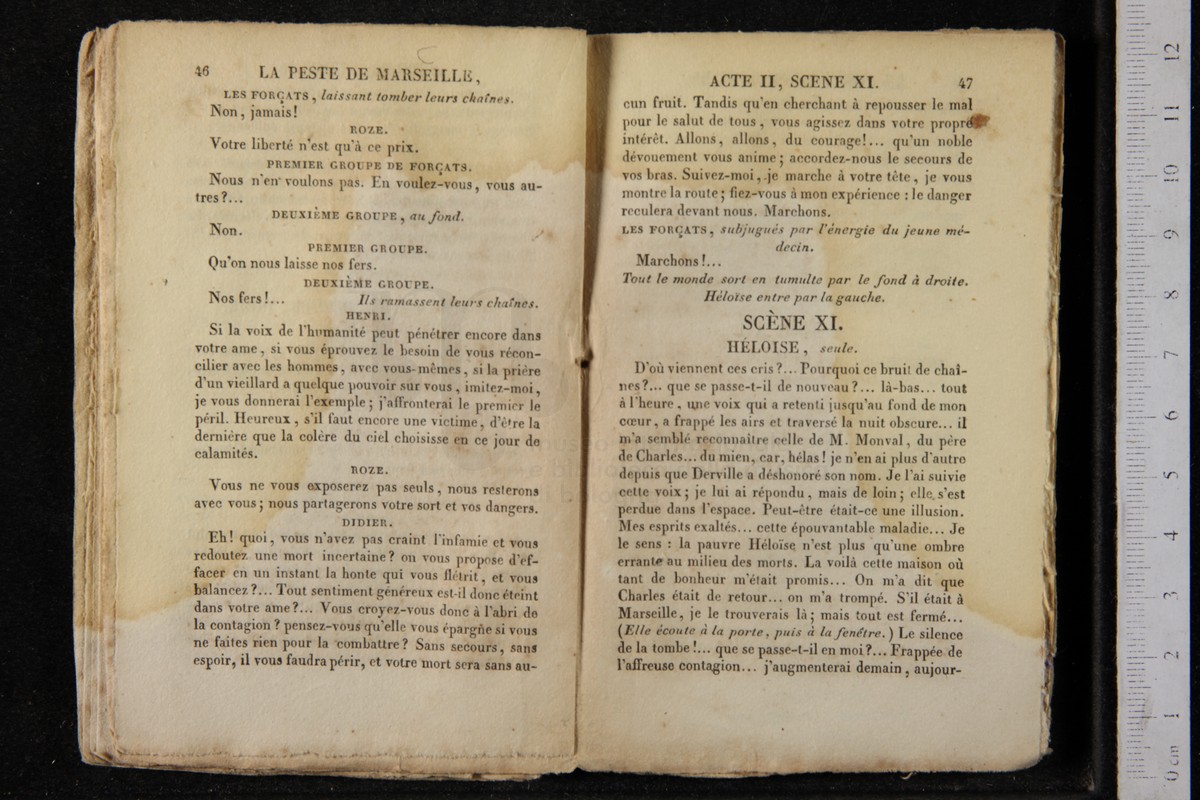 46 LA PESTE DE MARSEILLE,
LES FORÇATS, laissant tomber leurs chaînes.
Non, jamais!
ROZE.
Votre liberté n'est qu'à ce prix.
PREMIER GROUPE DE FORÇATS.
Nous n'en voulons pas. En voulez-vous, vous au-
tres?...
DEUXIÈME GROUPE, au fond.
Non.
PREMIER GROUPE.
Qu'on nous laisse nos fers.
DEUXIÈME GROUPE.
Nos fers!... Ils ramassent leurs chaînes.
HENRI.
Si la voix de l'humanité peut pénétrer encore dans
votre ame, si vous éprouvez le besoin de vous récon-
cilier avec les hommes, avec vous-mêmes, si la prière
d'un vieillard a quelque pouvoir sur vous, imitez-moi,
je vous donnerai l'exemple; j'affronterai le premier le
péril. Heureux, s'il faut encore une victime, d'être la
dernière que la colère du ciel choisisse en ce jour de
calamités.
ROZE.
Vous ne vous exposerez pas seuls, nous resterons
avec vous; nous partagerons votre sort et vos dangers.
DIDIER.
Eh! quoi, vous n'avez pas craint l'infamie et vous
redoutez une mort incertaine? on vous propose d'ef-
facer en un instant la honte qui vous flétrit, et vous
balancez?... Tout sentiment généreux est-il donc éteint
dans votre ame?... Vous croyez-vous donc à l'abri de
la contagion? pensez-vous qu'elle vous épargne si vous
ne faites rien pour la combattre? Sans secours, sans
espoir, il vous faudra périr, et votre mort sera sans au-
ACTE II, SCENE XI. 47
cun fruit. Tandis qu'en cherchant à repousser le mal
pour le salut de tous, vous agissez dans votre propre
intérêt. Allons, allons, du courage!... qu'un noble
dévouement vous anime; accordez-nous le secours de
vos bras. Suivez-moi, je marche à votre tête, je vous
montre la route; fiez-vous à mon expérience : le danger
reculera devant nous. Marchons.
LES FORÇATS, subjugués par l'énergie du jeune mé-
decin.
Marchons!...
Tout le monde sort en tumulte par le fond à droite.
Héloïse entre par la gauche.
SCÈNE XI.
HÉLOISE, seule.
D'où viennent ces cris?... Pourquoi ce bruit de chaî-
nes?... que se passe-t-il de nouveau?... là-bas... tout
à l'heure, une voix qui a retenti jusqu'au fond de mon
cœur, a frappé les airs et traversé la nuit obscure... il
m'a semblé reconnaître celle de M. Monval, du père
de Charles... du mien, car, hélas! je n'en ai plus d'autre
depuis que Derville a déshonoré son nom. Je l'ai suivie
cette voix; je lui ai répondu, mais de loin; elle s'est
perdue dans l'espace. Peut-être était-ce une illusion.
Mes esprits exaltés... cette épouvantable maladie... Je
le sens : la pauvre Héloïse n'est plus qu'une ombre
errante au milieu des morts. La voilà cette maison où
tant de bonheur m'était promis... On m'a dit que
Charles était de retour... on m'a trompé. S'il était à
Marseille, je le trouverais là; mais tout est fermé...
(Elle écoute à la porte, puis à la fenêtre.) Le silence
de la tombe!... que se passe-t-il en moi?... Frappée de
l'affreuse contagion... j'augmenterai demain, aujour-
0 cm 1 2 3 4 5 6 7 8 9 10 11 12